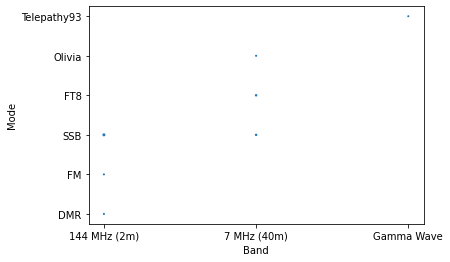 Telepathy93
Olivia
FT8
SSB
FM
DMR
Mode
144 MHz (2m)
7 MHz (40m)
Gamma Wave
Band